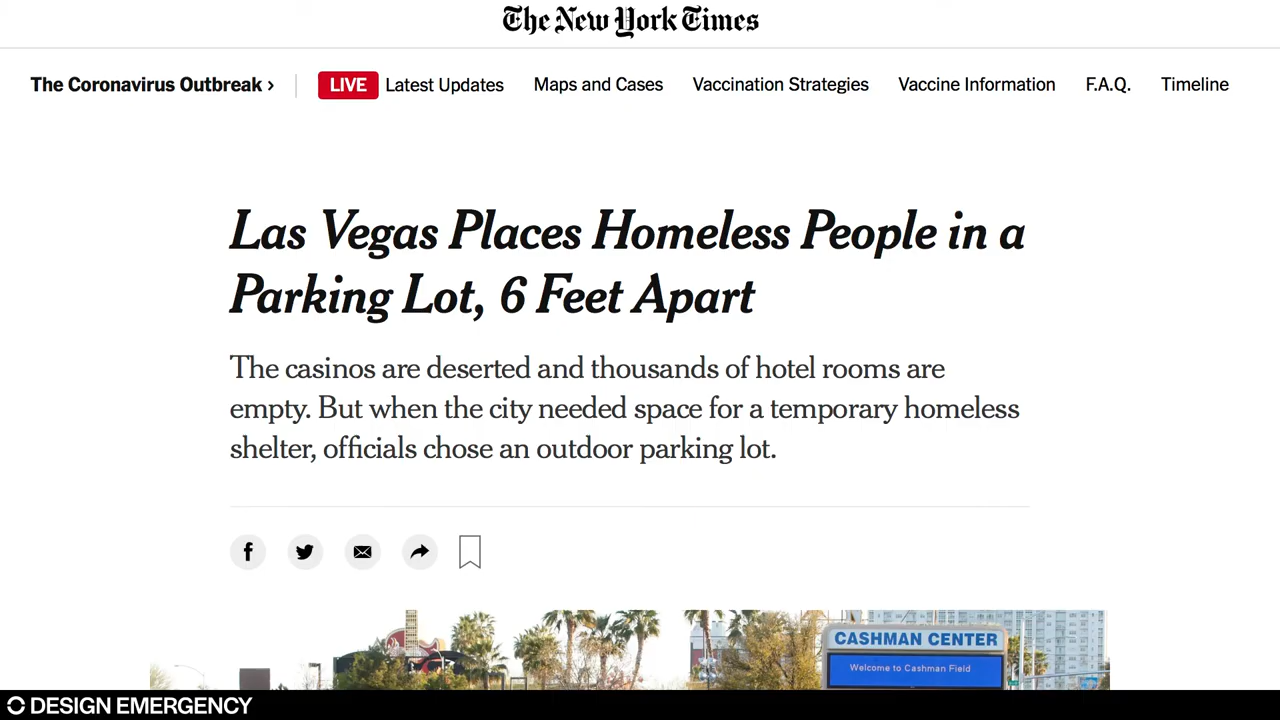 The New York Times
The Coronavirus Outbreak › LIVE Latest Updates Maps and Cases Vaccination Strategies Vaccine Information F.A.Q. Timeline
Las Vegas Places Homeless People in a
Parking Lot, 6 Feet Apart
The casinos are deserted and thousands of hotel rooms are
empty. But when the city needed space for a temporary homeless
shelter, officials chose an outdoor parking lot.
CASHMAN CENTER
Welcome to Cashman Field
DESIGN EMERGENCY